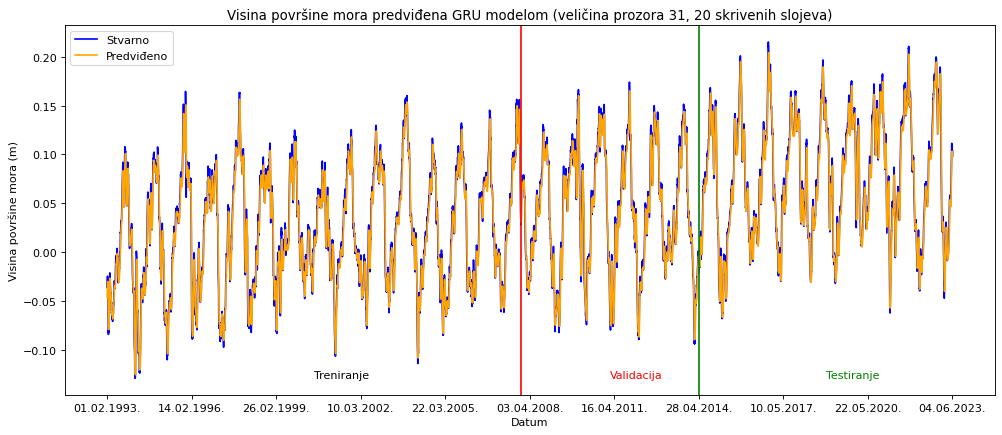 Visina površine mora predviđena GRU modelom (veličina prozora 31, 20 skrivenih slojeva)
Stvarno
Predviđeno
Visina površine mora (m)
0.20
0.15
0.10
0.05
0.00
−0.05
−0.10
Treniranje
Validacija
Testiranje
01.02.1993.
14.02.1996.
26.02.1999.
10.03.2002.
22.03.2005.
03.04.2008.
16.04.2011.
28.04.2014.
10.05.2017.
22.05.2020.
04.06.2023.
Datum